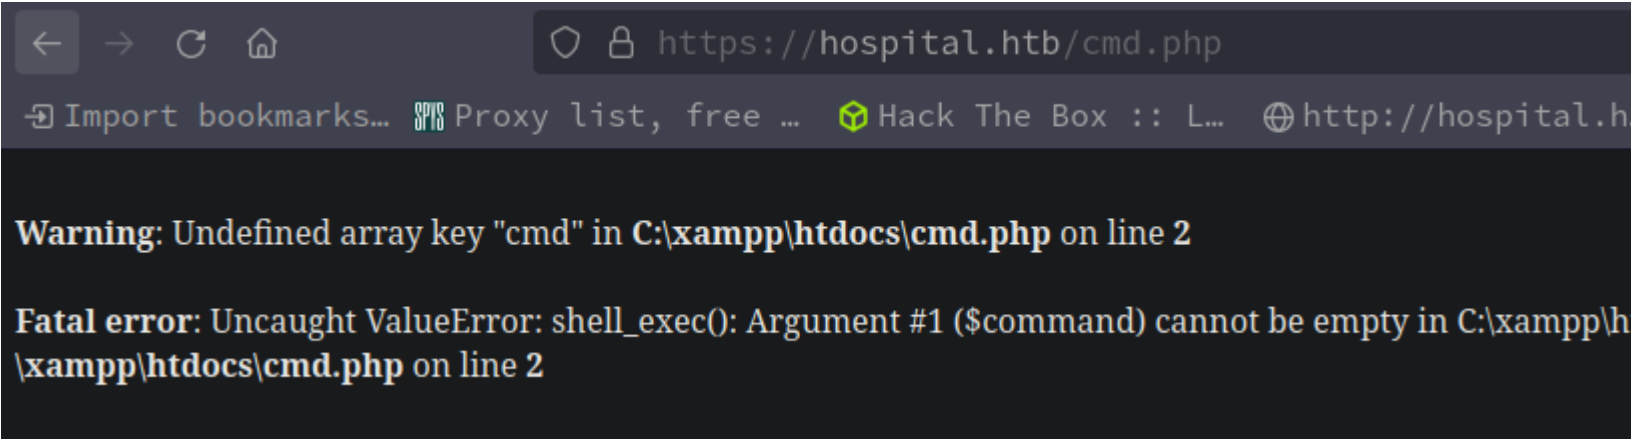 https://hospital.htb/cmd.php
Import bookmarks… SPYS Proxy list, free … Hack The Box :: L… http://hospital.h
Warning: Undefined array key "cmd" in C:\xampp\htdocs\cmd.php on line 2
Fatal error: Uncaught ValueError: shell_exec(): Argument #1 ($command) cannot be empty in C:\xampp\h
\xampp\htdocs\cmd.php on line 2